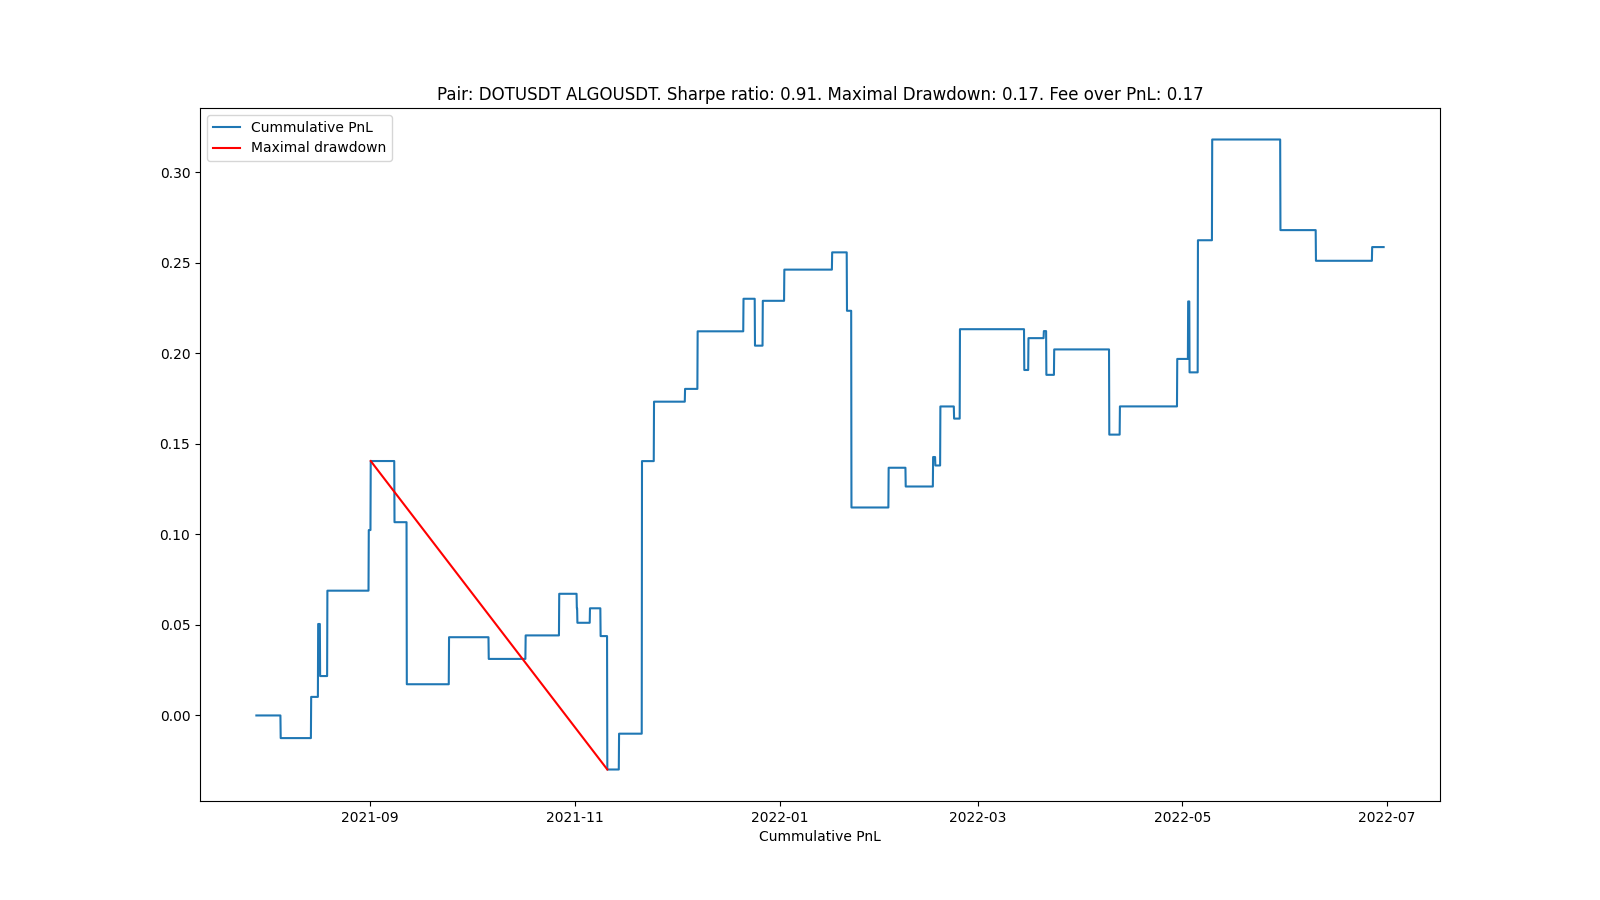 Pair: DOTUSDT ALGOUSDT. Sharpe ratio: 0.91. Maximal Drawdown: 0.17. Fee over PnL: 0.17
Cummulative PnL
Maximal drawdown
0.30
0.25
0.20
0.15
0.10
0.05
0.00
2021-09 2021-11 2022-01 2022-03 2022-05 2022-07
Cummulative PnL